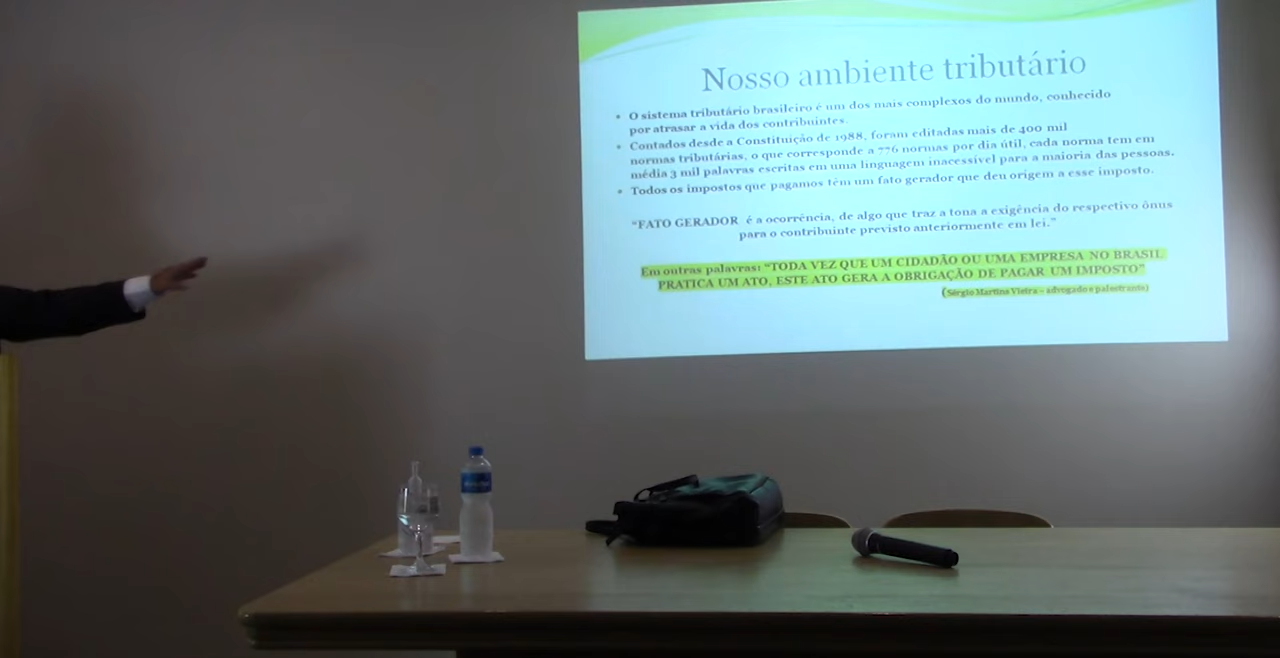 Nosso ambiente tributário
• O sistema tributário brasileiro é um dos mais complexos do mundo, conhecido
por atrasar a vida dos contribuintes.
• Contados desde a Constituição de 1988, foram editadas mais de 400 mil
normas tributárias, o que corresponde a 776 normas por dia útil, cada norma tem em
média 3 mil palavras escritas em uma linguagem inacessível para a maioria das pessoas.
• Todos os impostos que pagamos têm um fato gerador que deu origem a esse imposto.
“FATO GERADOR é a ocorrência, de algo que traz a tona a exigência do respectivo ônus
para o contribuinte previsto anteriormente em lei.”
Em outras palavras: “TODA VEZ QUE UM CIDADÃO OU UMA EMPRESA NO BRASIL
PRATICA UM ATO, ESTE ATO GERA A OBRIGAÇÃO DE PAGAR UM IMPOSTO”
(Sérgio Martins Vieira – advogado e palestrante)